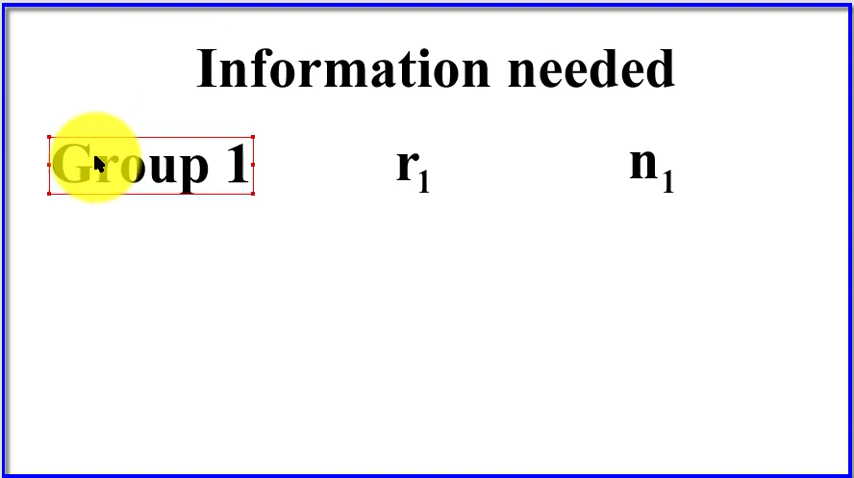 Information needed
Group 1 r₁ n₁